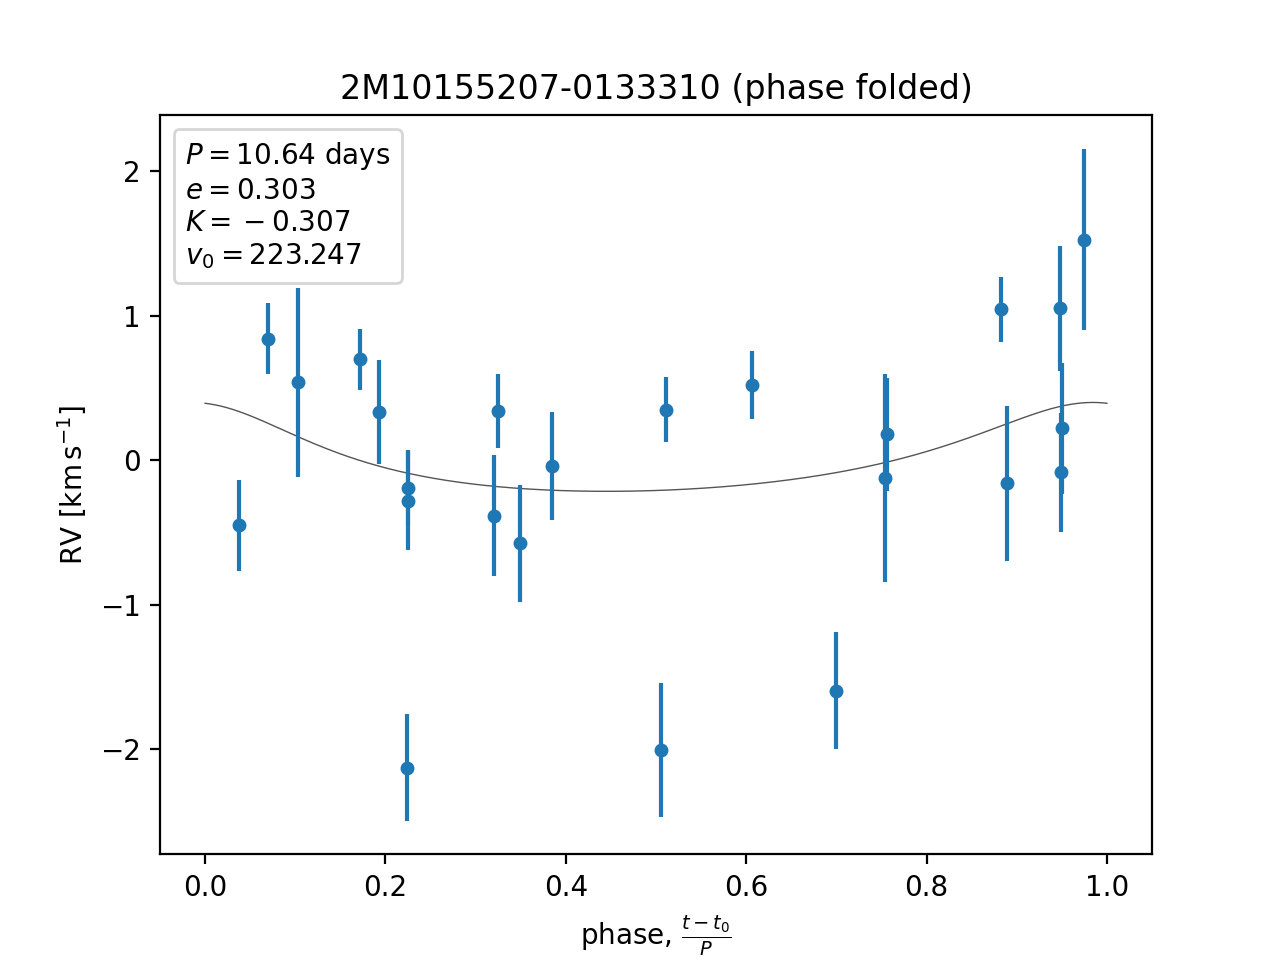 2M10155207-0133310 (phase folded)
P = 10.64 days
e = 0.303
K = −0.307
v₀ = 223.247
RV [km s⁻¹]
2
1
0
−1
−2
0.0 0.2 0.4 0.6 0.8 1.0
phase, (t − t₀)/P